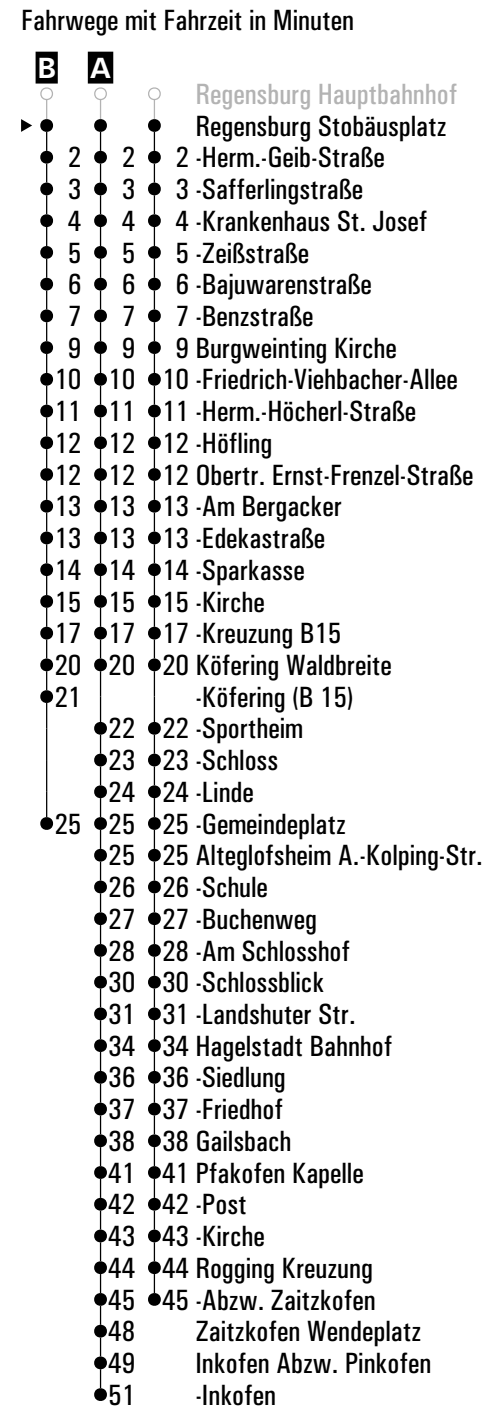 Fahrwege mit Fahrzeit in Minuten
B A
Regensburg Hauptbahnhof
Regensburg Stobäusplatz
2 2 2 -Herm.-Geib-Straße
3 3 3 -Safferlingstraße
4 4 4 -Krankenhaus St. Josef
5 5 5 -Zeißstraße
6 6 6 -Bajuwarenstraße
7 7 7 -Benzstraße
9 9 9 Burgweinting Kirche
10 10 10 -Friedrich-Viehbacher-Allee
11 11 11 -Herm.-Höcherl-Straße
12 12 12 -Höfling
12 12 12 Obertr. Ernst-Frenzel-Straße
13 13 13 -Am Bergacker
13 13 13 -Edekastraße
14 14 14 -Sparkasse
15 15 15 -Kirche
17 17 17 -Kreuzung B15
20 20 20 Köfering Waldbreite
21 -Köfering (B 15)
22 22 -Sportheim
23 23 -Schloss
24 24 -Linde
25 25 25 -Gemeindeplatz
25 25 Alteglofsheim A.-Kolping-Str.
26 26 -Schule
27 27 -Buchenweg
28 28 -Am Schlosshof
30 30 -Schlossblick
31 31 -Landshuter Str.
34 34 Hagelstadt Bahnhof
36 36 -Siedlung
37 37 -Friedhof
38 38 Gailsbach
41 41 Pfakofen Kapelle
42 42 -Post
43 43 -Kirche
44 44 Rogging Kreuzung
45 45 -Abzw. Zaitzkofen
48 Zaitzkofen Wendeplatz
49 Inkofen Abzw. Pinkofen
51 -Inkofen